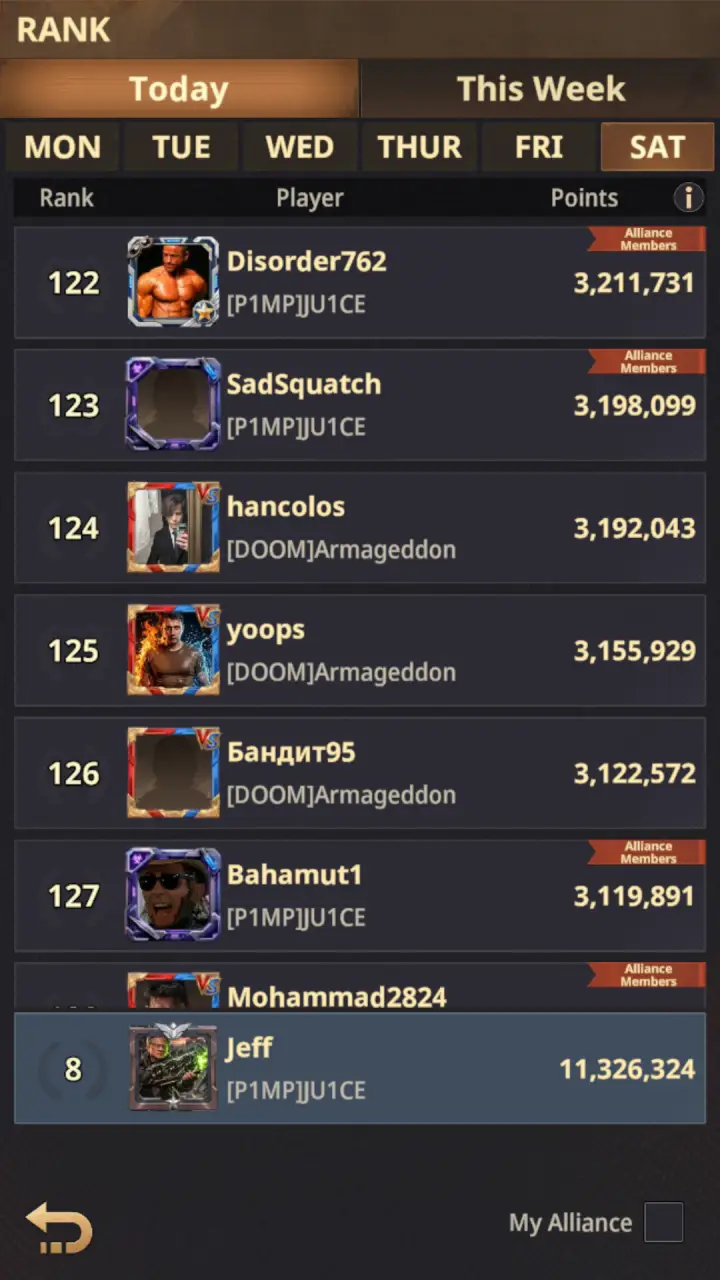 RANK
Today This Week
MON TUE WED THUR FRI SAT
Rank Player Points
Alliance
Members
122 Disorder762 3,211,731
[P1MP]JU1CE
Alliance
Members
123 SadSquatch 3,198,099
[P1MP]JU1CE
124 hancolos 3,192,043
[DOOM]Armageddon
125 yoops 3,155,929
[DOOM]Armageddon
126 Бандит95 3,122,572
[DOOM]Armageddon
Alliance
Members
127 Bahamut1 3,119,891
[P1MP]JU1CE
Alliance
Members
Mohammad2824
8 Jeff 11,326,324
[P1MP]JU1CE
My Alliance